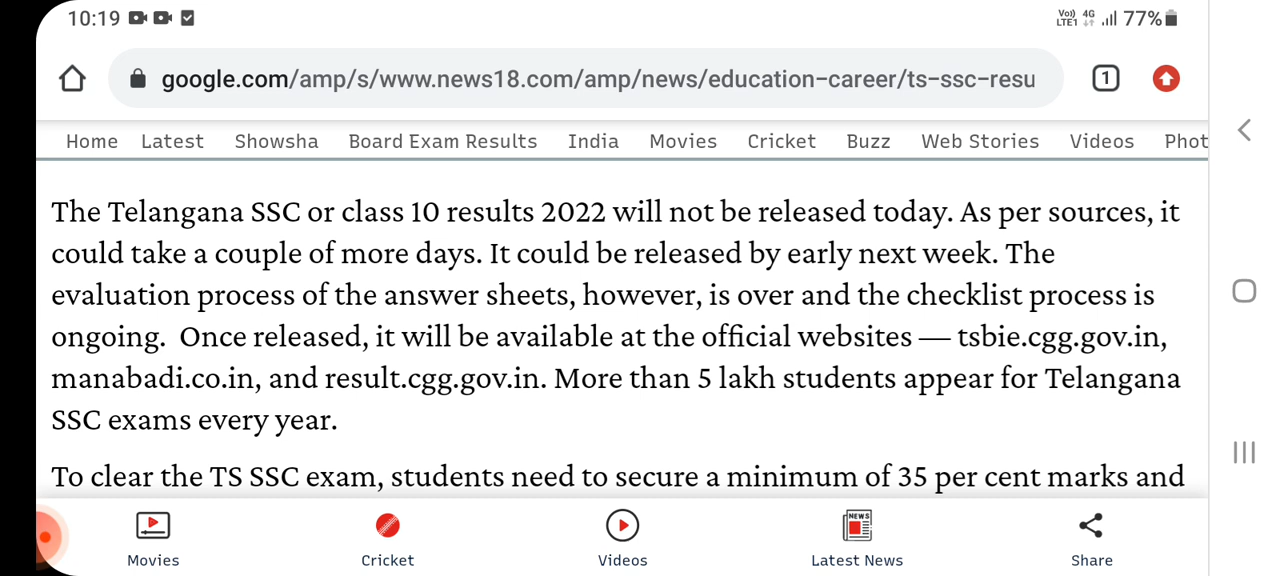 10:19
Vo)) 4G
LTE1 77%
google.com/amp/s/www.news18.com/amp/news/education-career/ts-ssc-resu
1
Home Latest Showsha Board Exam Results India Movies Cricket Buzz Web Stories Videos Phot
The Telangana SSC or class 10 results 2022 will not be released today. As per sources, it
could take a couple of more days. It could be released by early next week. The
evaluation process of the answer sheets, however, is over and the checklist process is
ongoing. Once released, it will be available at the official websites — tsbie.cgg.gov.in,
manabadi.co.in, and result.cgg.gov.in. More than 5 lakh students appear for Telangana
SSC exams every year.
To clear the TS SSC exam, students need to secure a minimum of 35 per cent marks and
NEWS
Movies Cricket Videos Latest News Share